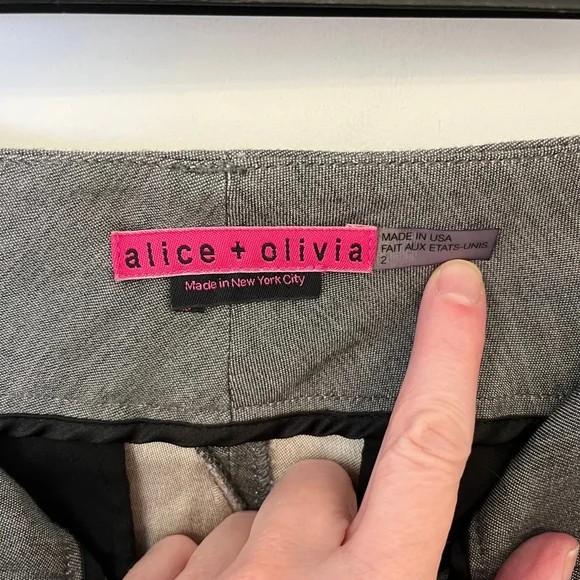 alice + olivia
Made in New York City
MADE IN USA
FAIT AUX ETATS-UNIS
2